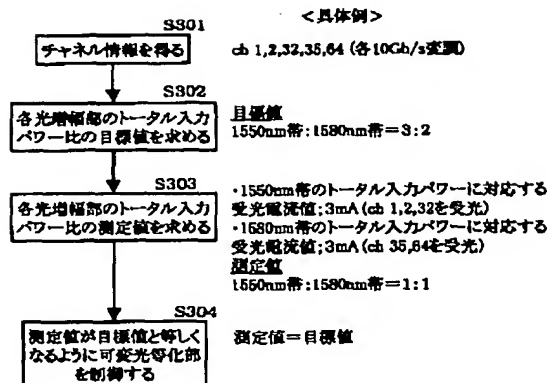 <具体例>
S301
チャネル情報を得る
ch 1,2,32,35,64 (各10Gb/s変調)
S302
各光増幅部のトータル入力
パワー比の目標値を求める
目標値
1550nm帯:1580nm帯=3:2
S303
各光増幅部のトータル入力
パワー比の測定値を求める
・1550nm帯のトータル入力パワーに対応する
受光電流値;3mA(ch 1,2,32を受光)
・1580nm帯のトータル入力パワーに対応する
受光電流値;3mA(ch 35,64を受光)
測定値
1550nm帯:1580nm帯=1:1
S304
測定値が目標値と等しく
なるように可変光等化部
を制御する
測定値=目標値